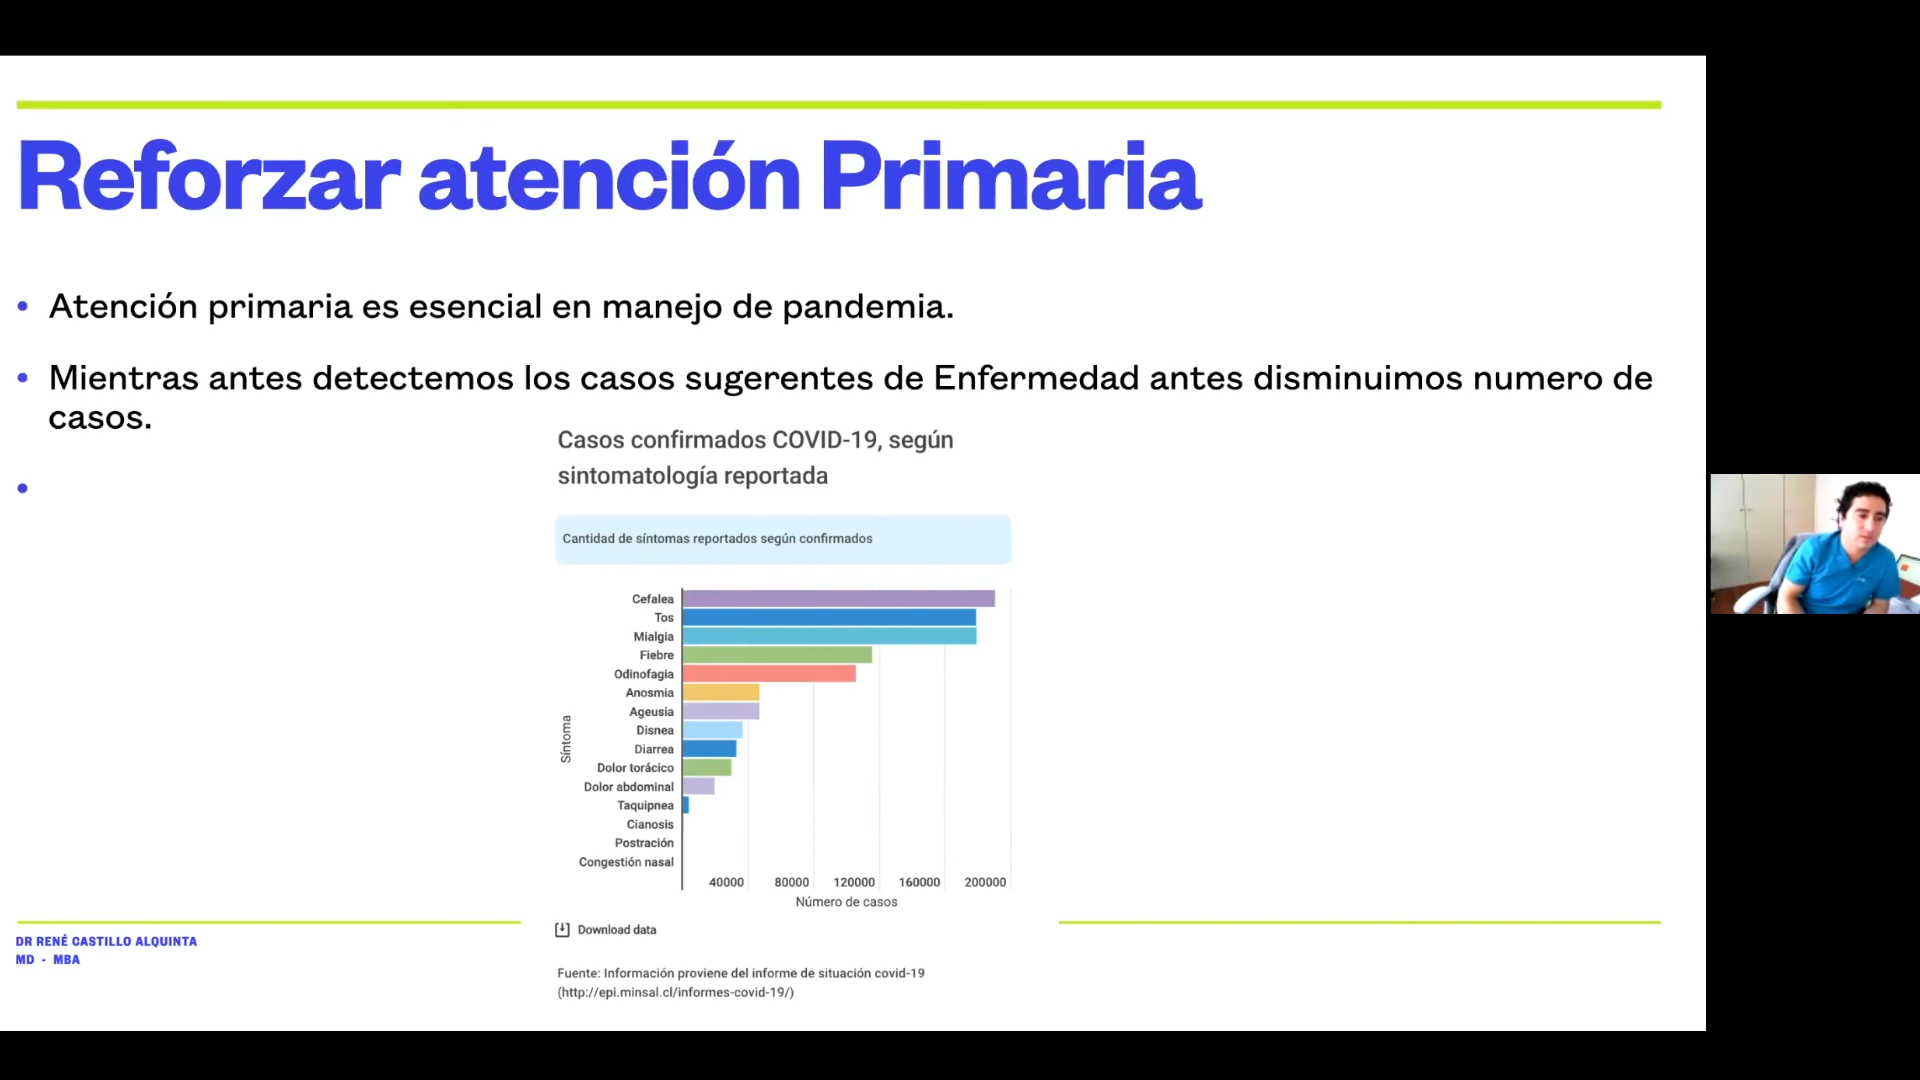 Reforzar atención Primaria
• Atención primaria es esencial en manejo de pandemia.
• Mientras antes detectemos los casos sugerentes de Enfermedad antes disminuimos numero de
casos.
•
Casos confirmados COVID-19, según
sintomatología reportada
Cantidad de síntomas reportados según confirmados
Síntoma
Cefalea
Tos
Mialgia
Fiebre
Odinofagia
Anosmia
Ageusia
Disnea
Diarrea
Dolor torácico
Dolor abdominal
Taquipnea
Cianosis
Postración
Congestión nasal
40000 80000 120000 160000 200000
Número de casos
Download data
Fuente: Información proviene del informe de situación covid-19
(http://epi.minsal.cl/informes-covid-19/)
DR RENÉ CASTILLO ALQUINTA
MD - MBA